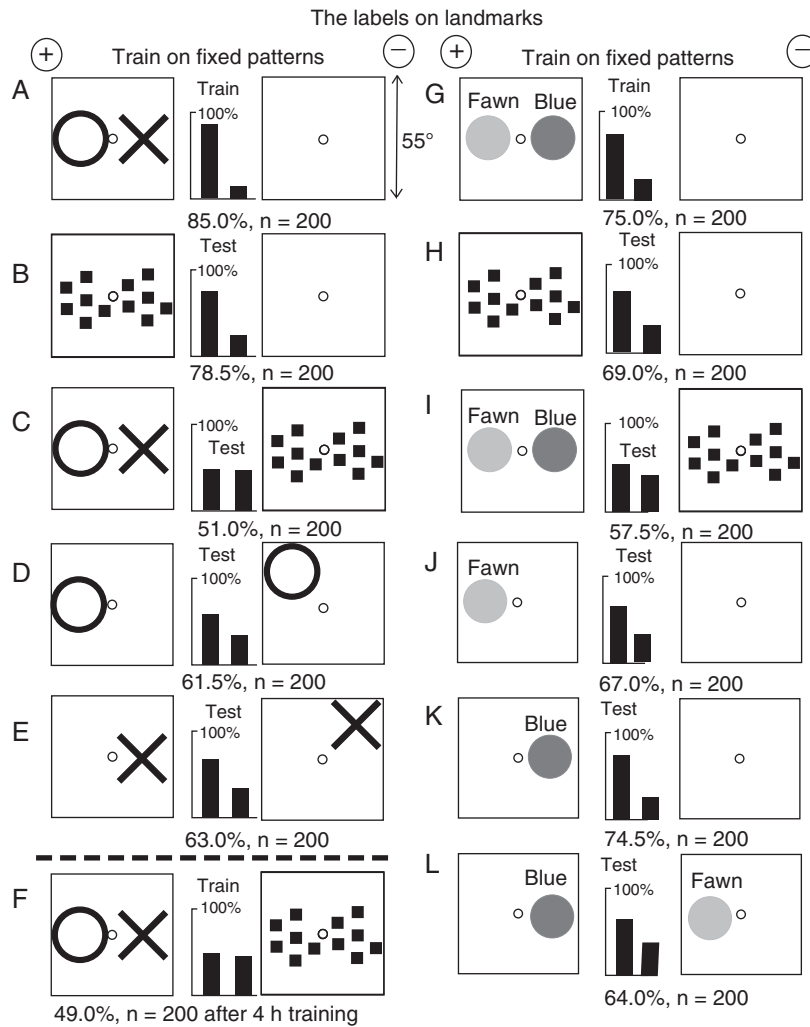 The labels on landmarks
+ Train on fixed patterns −
+ Train on fixed patterns −
A
Train
100%
55°
85.0%, n = 200
B
Test
100%
78.5%, n = 200
C
100%
Test
51.0%, n = 200
D
Test
100%
61.5%, n = 200
E
Test
100%
63.0%, n = 200
F
Train
100%
49.0%, n = 200 after 4 h training
G
Fawn Blue
Train
100%
75.0%, n = 200
H
Test
100%
69.0%, n = 200
I
Fawn Blue
100%
Test
57.5%, n = 200
J
Fawn
Test
100%
67.0%, n = 200
K
Blue
Test
100%
74.5%, n = 200
L
Blue
Test
100%
Fawn
64.0%, n = 200